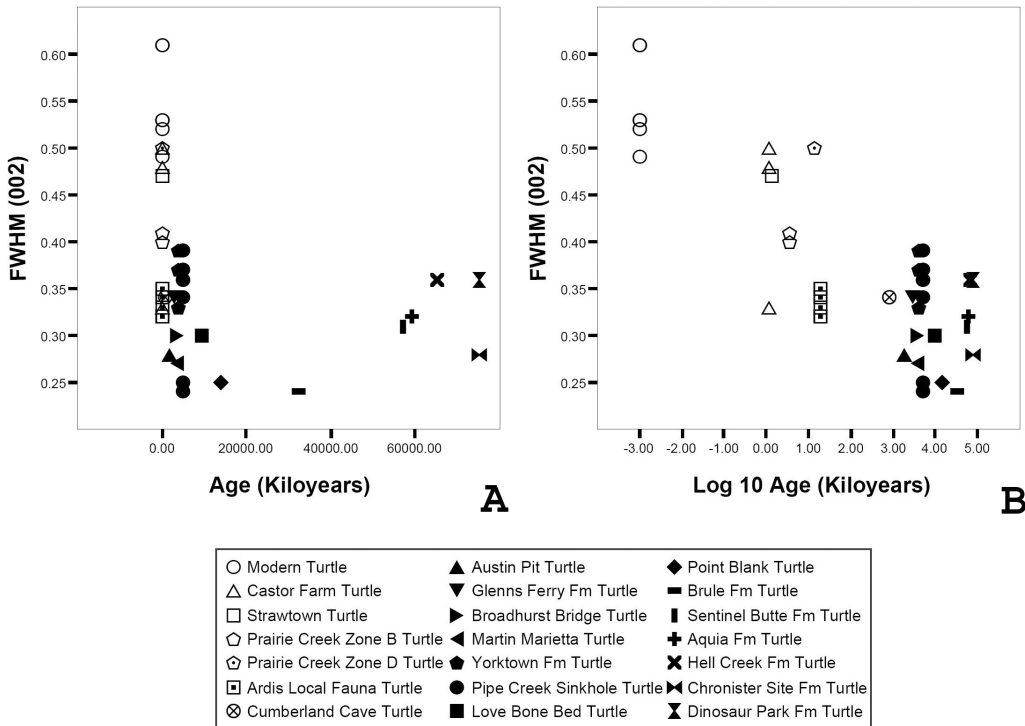 FWHM (002)
0.60
0.55
0.50
0.45
0.40
0.35
0.30
0.25
0.00 20000.00 40000.00 60000.00
Age (Kiloyears)
A
FWHM (002)
0.60
0.55
0.50
0.45
0.40
0.35
0.30
0.25
-3.00 -2.00 -1.00 0.00 1.00 2.00 3.00 4.00 5.00
Log 10 Age (Kiloyears)
B
Modern Turtle
Castor Farm Turtle
Strawtown Turtle
Prairie Creek Zone B Turtle
Prairie Creek Zone D Turtle
Ardis Local Fauna Turtle
Cumberland Cave Turtle
Austin Pit Turtle
Glenns Ferry Fm Turtle
Broadhurst Bridge Turtle
Martin Marietta Turtle
Yorktown Fm Turtle
Pipe Creek Sinkhole Turtle
Love Bone Bed Turtle
Point Blank Turtle
Brule Fm Turtle
Sentinel Butte Fm Turtle
Aquia Fm Turtle
Hell Creek Fm Turtle
Chronister Site Fm Turtle
Dinosaur Park Fm Turtle